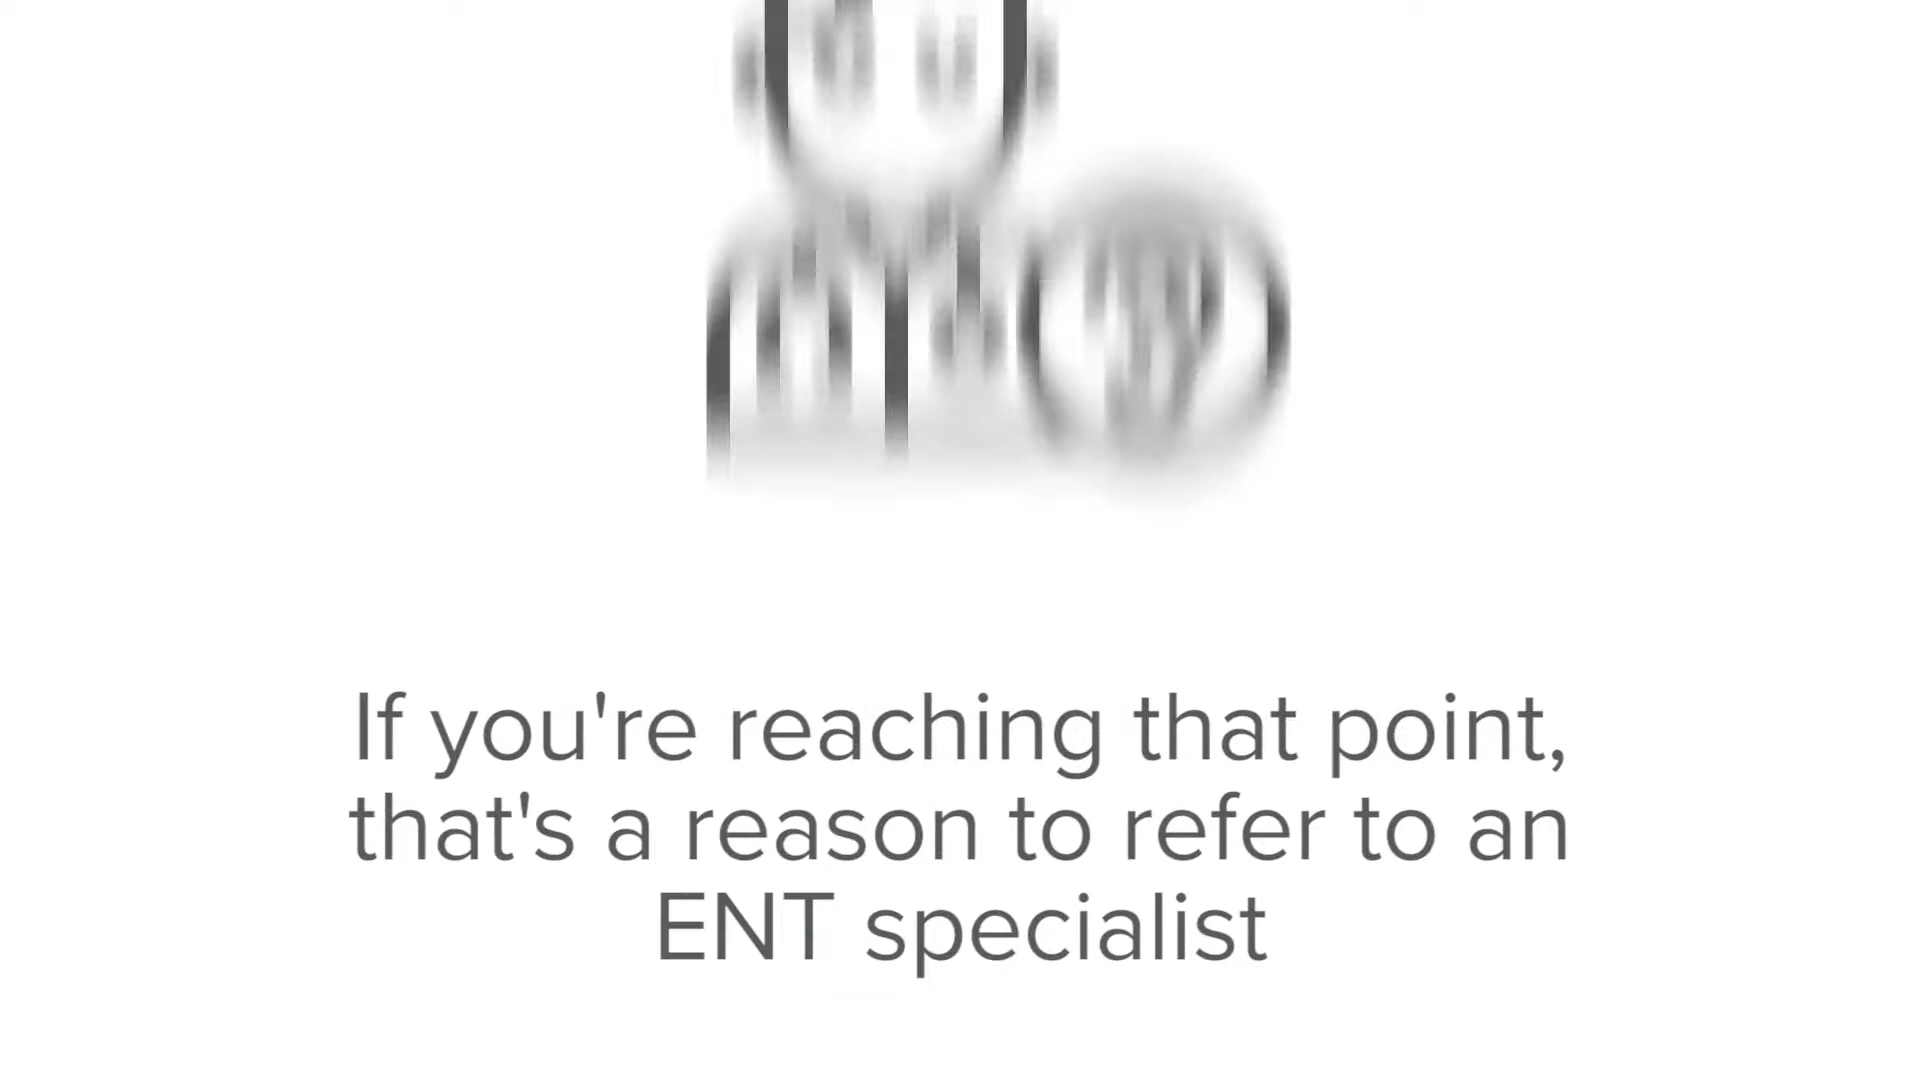 If you're reaching that point,
that's a reason to refer to an
ENT specialist